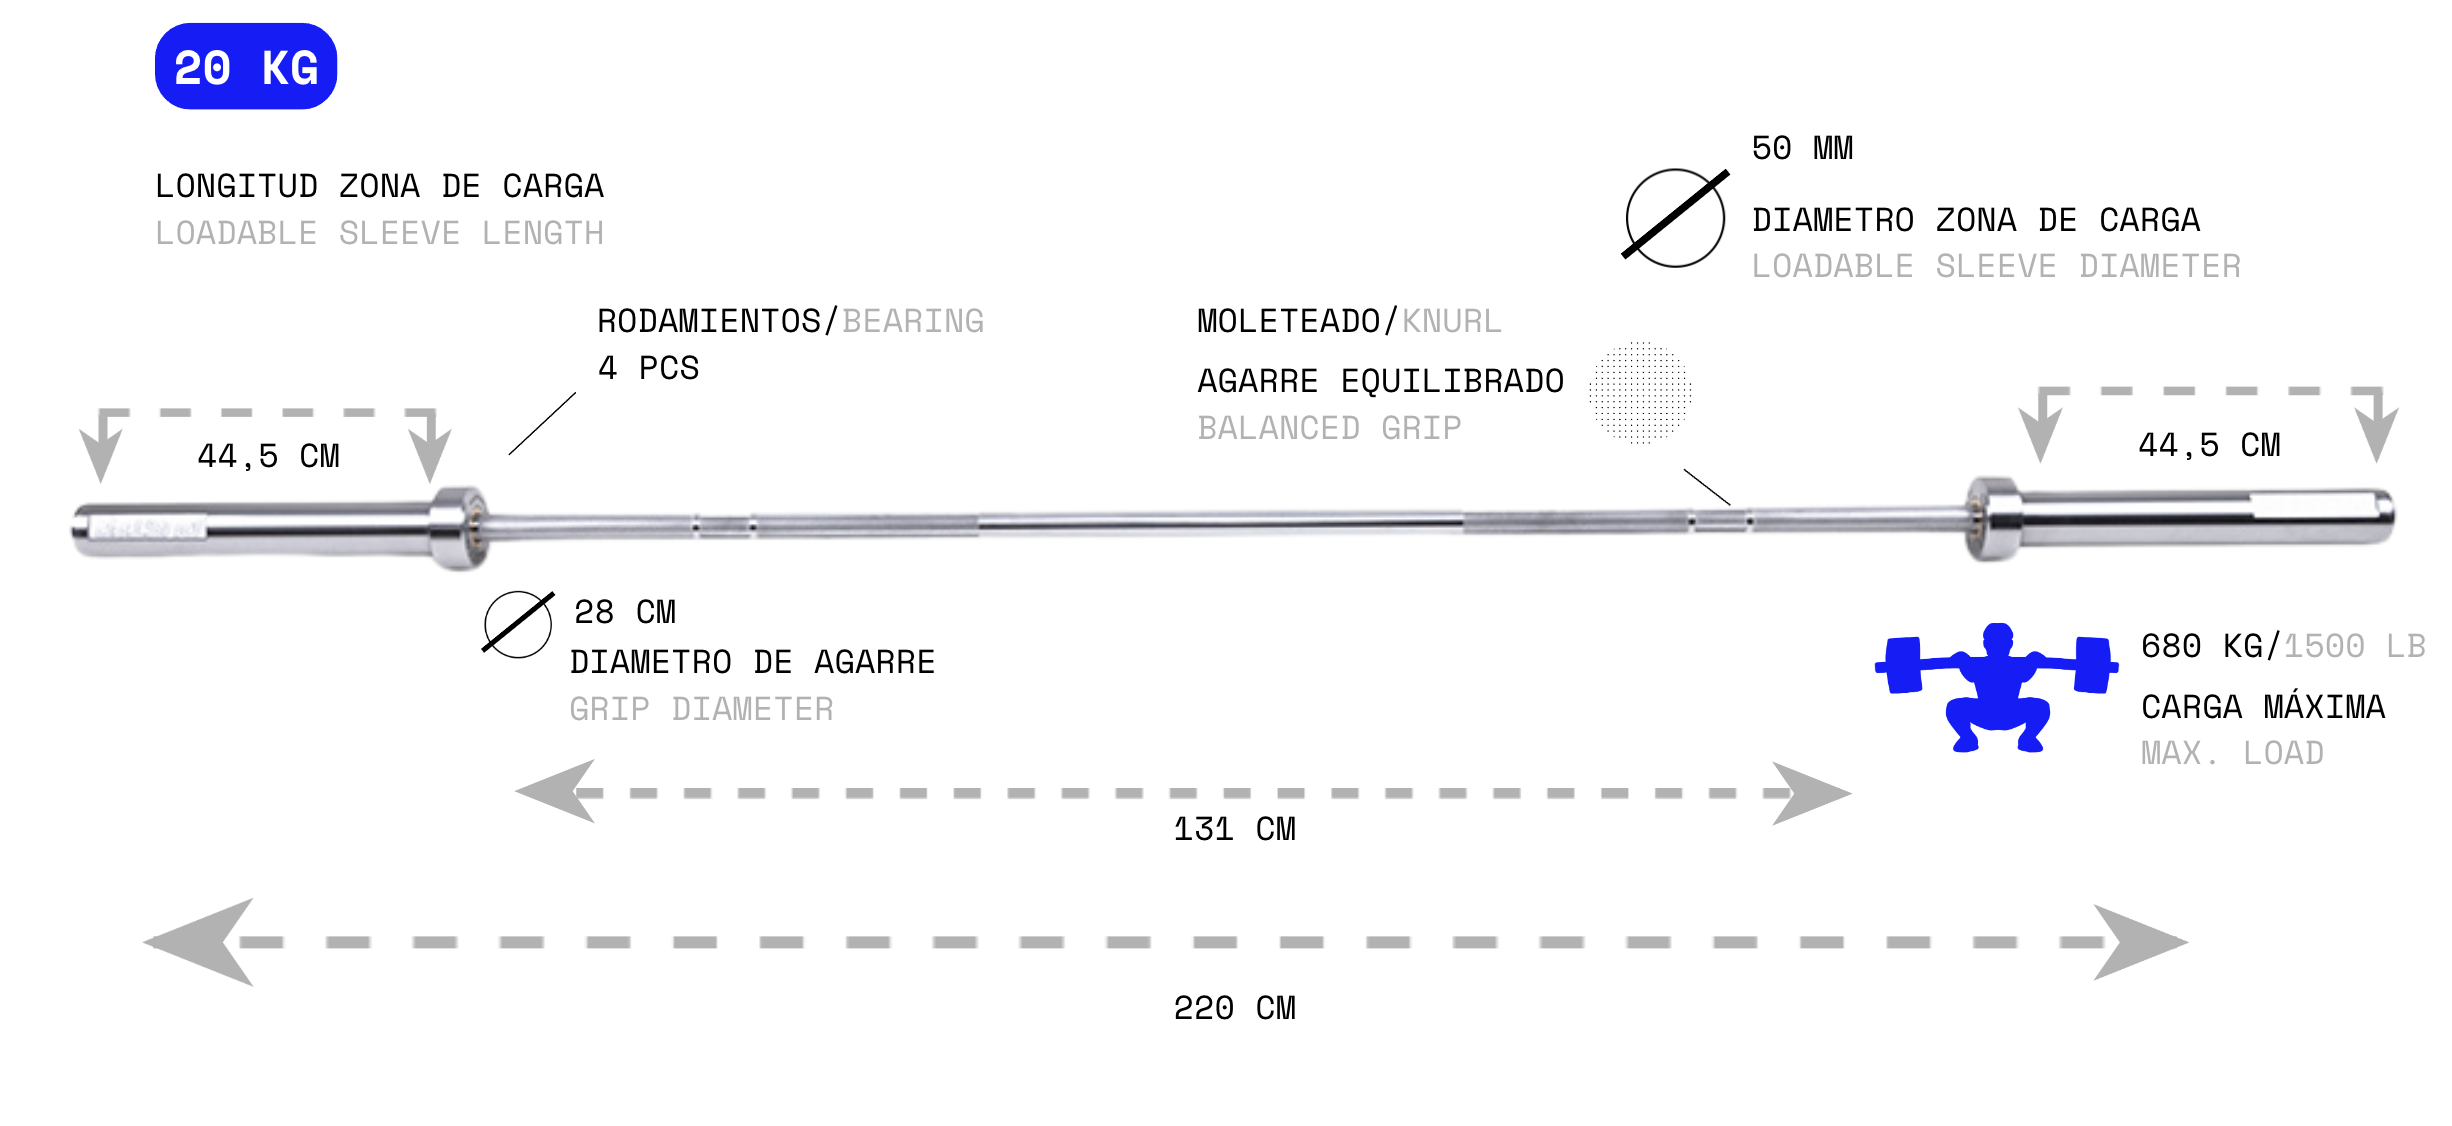 20 KG
LONGITUD ZONA DE CARGA
LOADABLE SLEEVE LENGTH
50 MM
DIAMETRO ZONA DE CARGA
LOADABLE SLEEVE DIAMETER
RODAMIENTOS/BEARING
4 PCS
MOLETEADO/KNURL
AGARRE EQUILIBRADO
BALANCED GRIP
44,5 CM
44,5 CM
28 CM
DIAMETRO DE AGARRE
GRIP DIAMETER
680 KG/1500 LB
CARGA MÁXIMA
MAX. LOAD
131 CM
220 CM